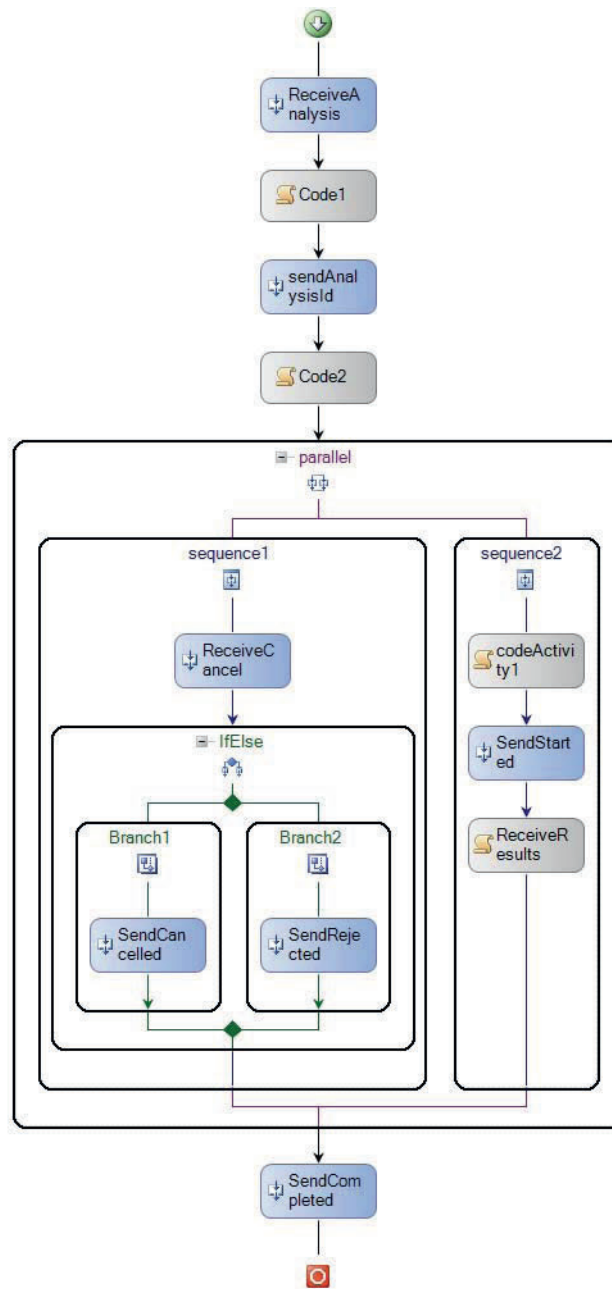 ReceiveA
nalysis
Code1
sendAnal
ysisId
Code2
parallel
sequence1
ReceiveC
ancel
IfElse
Branch1
SendCan
celled
Branch2
SendReje
cted
sequence2
codeActivi
ty1
SendStart
ed
ReceiveR
esults
SendCom
pleted